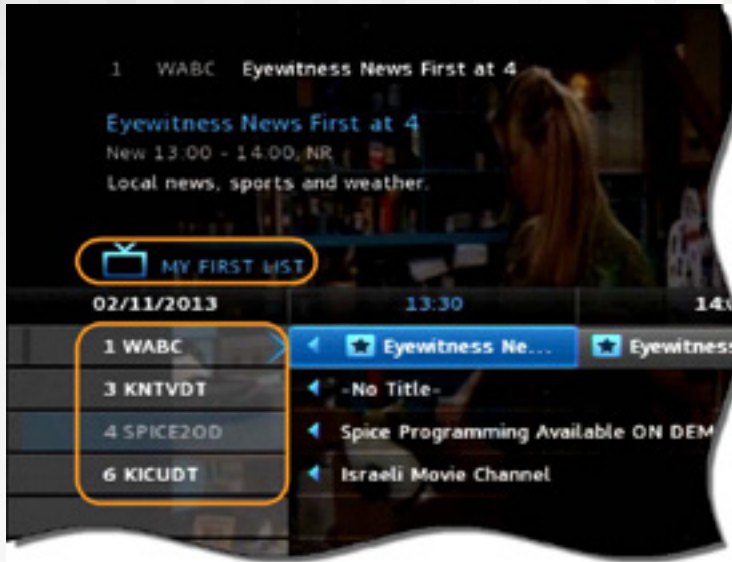 1 WABC Eyewitness News First at 4
Eyewitness News First at 4
New 13:00 - 14:00, NR
Local news, sports and weather.
MY FIRST LIST
02/11/2013 13:30
1 WABC Eyewitness Ne... Eyewitness
3 KNTVDT -No Title-
4 SPICE2OD Spice Programming Available ON DEM
6 KICUDT Israeli Movie Channel